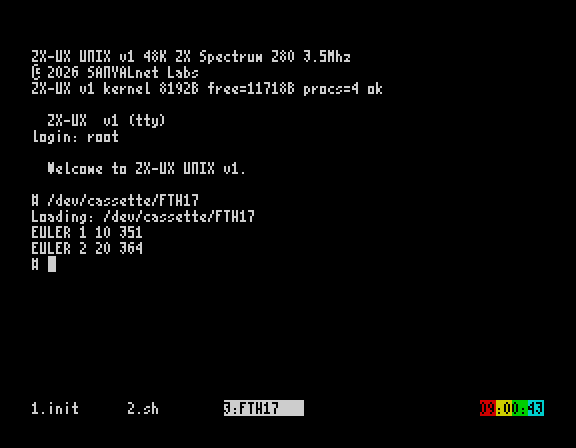 ZX-UX UNIX v1 48K ZX Spectrum Z80 3.5Mhz
© 2026 SANYALnet Labs
ZX-UX v1 kernel 8192B free=11718B procs=4 ok
ZX-UX  v1 (tty)
login: root
Welcome to ZX-UX UNIX v1.
# /dev/cassette/FTH17
Loading: /dev/cassette/FTH17
EULER 1 10 351
EULER 2 20 364
#
1.init 2.sh 3.FTH17 09:00:43